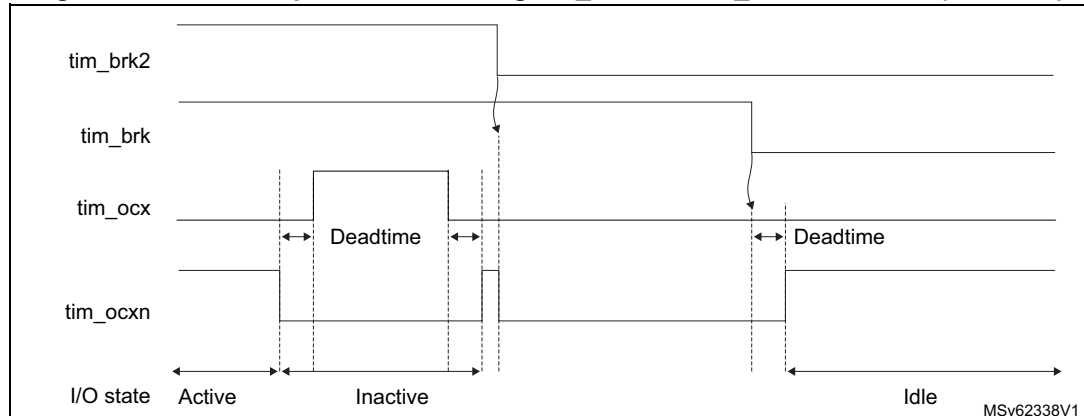 tim_brk2
tim_brk
tim_ocx
Deadtime
Deadtime
tim_ocxn
I/O state
Active
Inactive
Idle
MSv62338V1